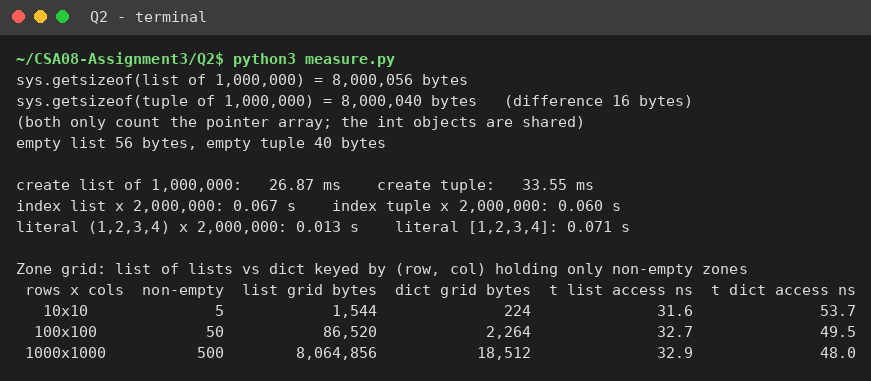 Q2 - terminal
~/CSA08-Assignment3/Q2$ python3 measure.py
sys.getsizeof(list of 1,000,000) = 8,000,056 bytes
sys.getsizeof(tuple of 1,000,000) = 8,000,040 bytes   (difference 16 bytes)
(both only count the pointer array; the int objects are shared)
empty list 56 bytes, empty tuple 40 bytes
create list of 1,000,000:   26.87 ms    create tuple:   33.55 ms
index list x 2,000,000: 0.067 s    index tuple x 2,000,000: 0.060 s
literal (1,2,3,4) x 2,000,000: 0.013 s    literal [1,2,3,4]: 0.071 s
Zone grid: list of lists vs dict keyed by (row, col) holding only non-empty zones
 rows x cols  non-empty  list grid bytes  dict grid bytes  t list access ns  t dict access ns
   10x10              5            1,544              224              31.6              53.7
  100x100            50           86,520            2,264              32.7              49.5
 1000x1000          500        8,064,856           18,512              32.9              48.0